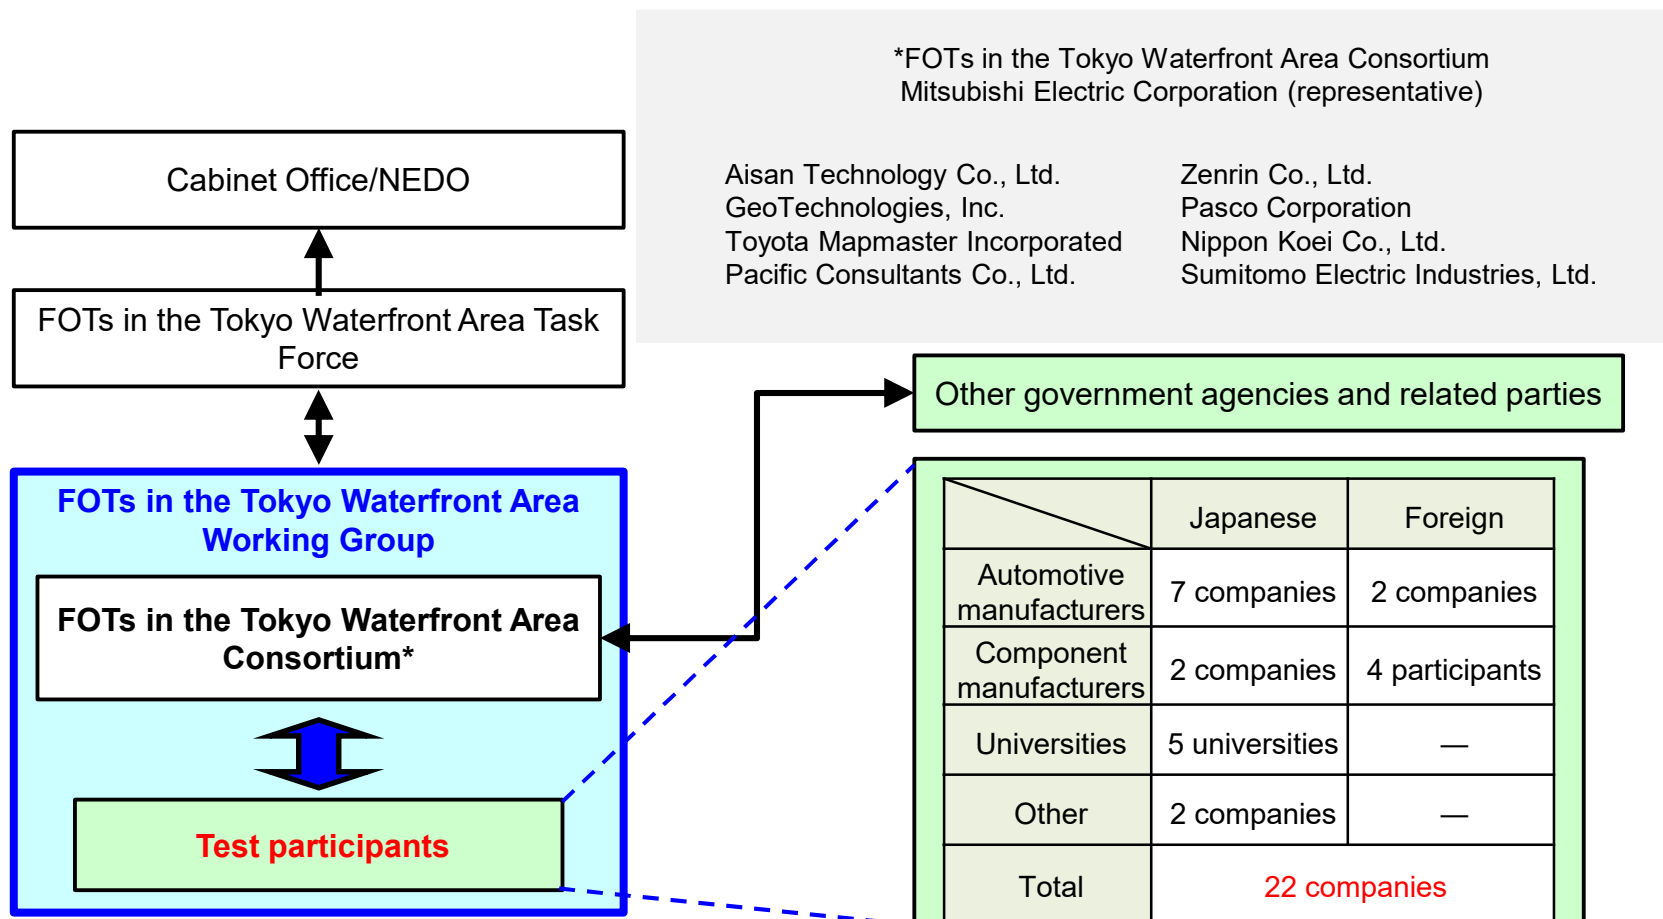 *FOTs in the Tokyo Waterfront Area Consortium
Mitsubishi Electric Corporation (representative)
Aisan Technology Co., Ltd.
GeoTechnologies, Inc.
Toyota Mapmaster Incorporated
Pacific Consultants Co., Ltd.
Zenrin Co., Ltd.
Pasco Corporation
Nippon Koei Co., Ltd.
Sumitomo Electric Industries, Ltd.
Cabinet Office/NEDO
FOTs in the Tokyo Waterfront Area Task
Force
FOTs in the Tokyo Waterfront Area
Working Group
FOTs in the Tokyo Waterfront Area
Consortium*
Test participants
Other government agencies and related parties
Japanese Foreign
Automotive
manufacturers
7 companies 2 companies
Component
manufacturers
2 companies 4 participants
Universities 5 universities —
Other 2 companies —
Total 22 companies